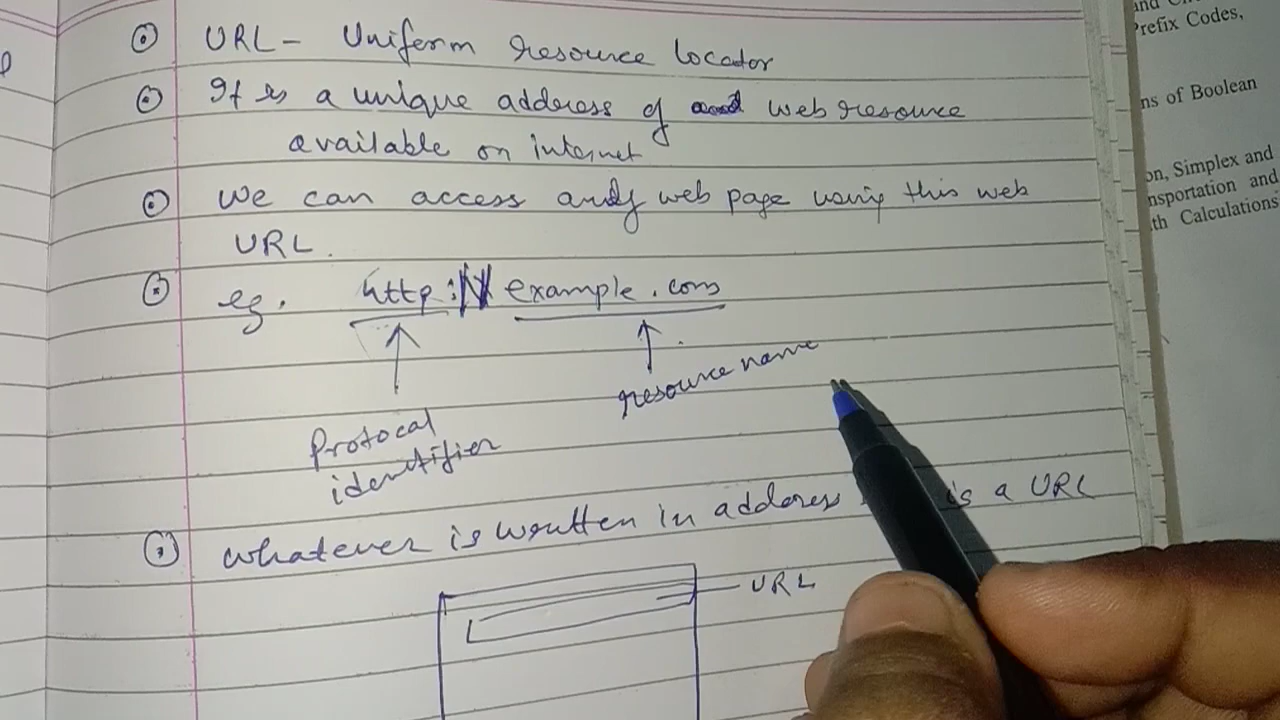 URL - Uniform resource locator
It is a unique address of web resource
available on internet
We can access any web page using this web
URL.
eg. http:// example.com
resource name
Protocal
identifier
whatever is written in address is a URL
URL
and
Prefix Codes,
ns of Boolean
on, Simplex and
nsportation and
th Calculations